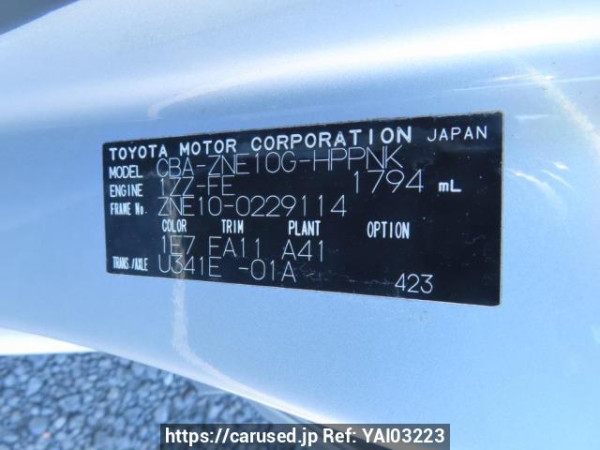 TOYOTA MOTOR CORPORATION JAPAN
MODEL CBA-ZNE10G-HPPNK
ENGINE 1ZZ-FE 1794 mL
FRAME No. ZNE10-0229114
COLOR TRIM PLANT OPTION
1E7 FA11 A41
TRANS/AXLE U341E -01A
423
https://carused.jp Ref: YAI03223